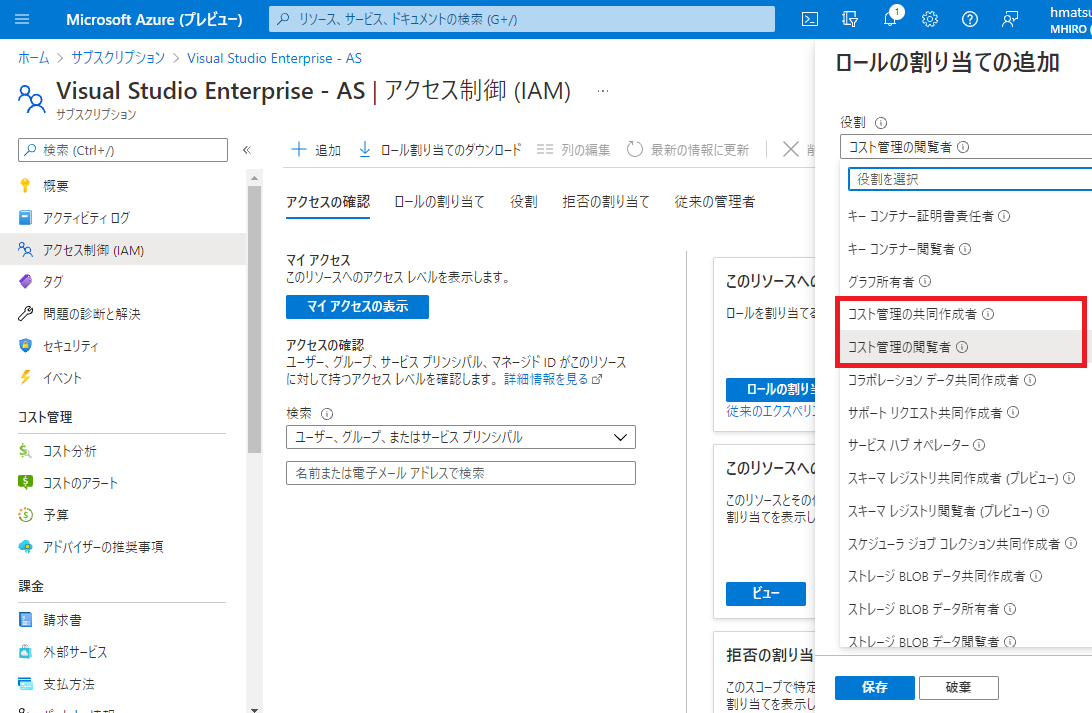 Microsoft Azure (プレビュー)
リソース、サービス、ドキュメントの検索 (G+/)
1
hmatsu
MHIRO (
ホーム > サブスクリプション > Visual Studio Enterprise - AS
Visual Studio Enterprise - AS | アクセス制御 (IAM) ...
サブスクリプション
検索 (Ctrl+/)
«
概要
アクティビティ ログ
アクセス制御 (IAM)
タグ
問題の診断と解決
セキュリティ
イベント
コスト管理
コスト分析
コストのアラート
予算
アドバイザーの推奨事項
課金
請求書
外部サービス
支払方法
追加
ロール割り当てのダウンロード
列の編集
最新の情報に更新
アクセスの確認
ロールの割り当て
役割
拒否の割り当て
従来の管理者
マイ アクセス
このリソースへのアクセス レベルを表示します。
マイ アクセスの表示
アクセスの確認
ユーザー、グループ、サービス プリンシパル、マネージド ID がこのリソース
に対して持つアクセス レベルを確認します。 詳細情報を見る
検索
ユーザー、グループ、またはサービス プリンシパル
名前または電子メール アドレスで検索
このリソースへの
ロールを割り当てる
ロールの割り当
従来のエクスペリエ
このリソースへの
このリソースとその
割り当てを表示し
ビュー
拒否の割り当
このスコープで特定
割り当てを表示し
ロールの割り当ての追加
役割
コスト管理の閲覧者
役割を選択
キー コンテナー証明書責任者
キー コンテナー閲覧者
グラフ所有者
コスト管理の共同作成者
コスト管理の閲覧者
コラボレーション データ共同作成者
サポート リクエスト共同作成者
サービス ハブ オペレーター
スキーマ レジストリ共同作成者 (プレビュー)
スキーマ レジストリ閲覧者 (プレビュー)
スケジューラ ジョブ コレクション共同作成者
ストレージ BLOB データ共同作成者
ストレージ BLOB データ所有者
ストレージ BLOB データ閲覧者
保存
破棄